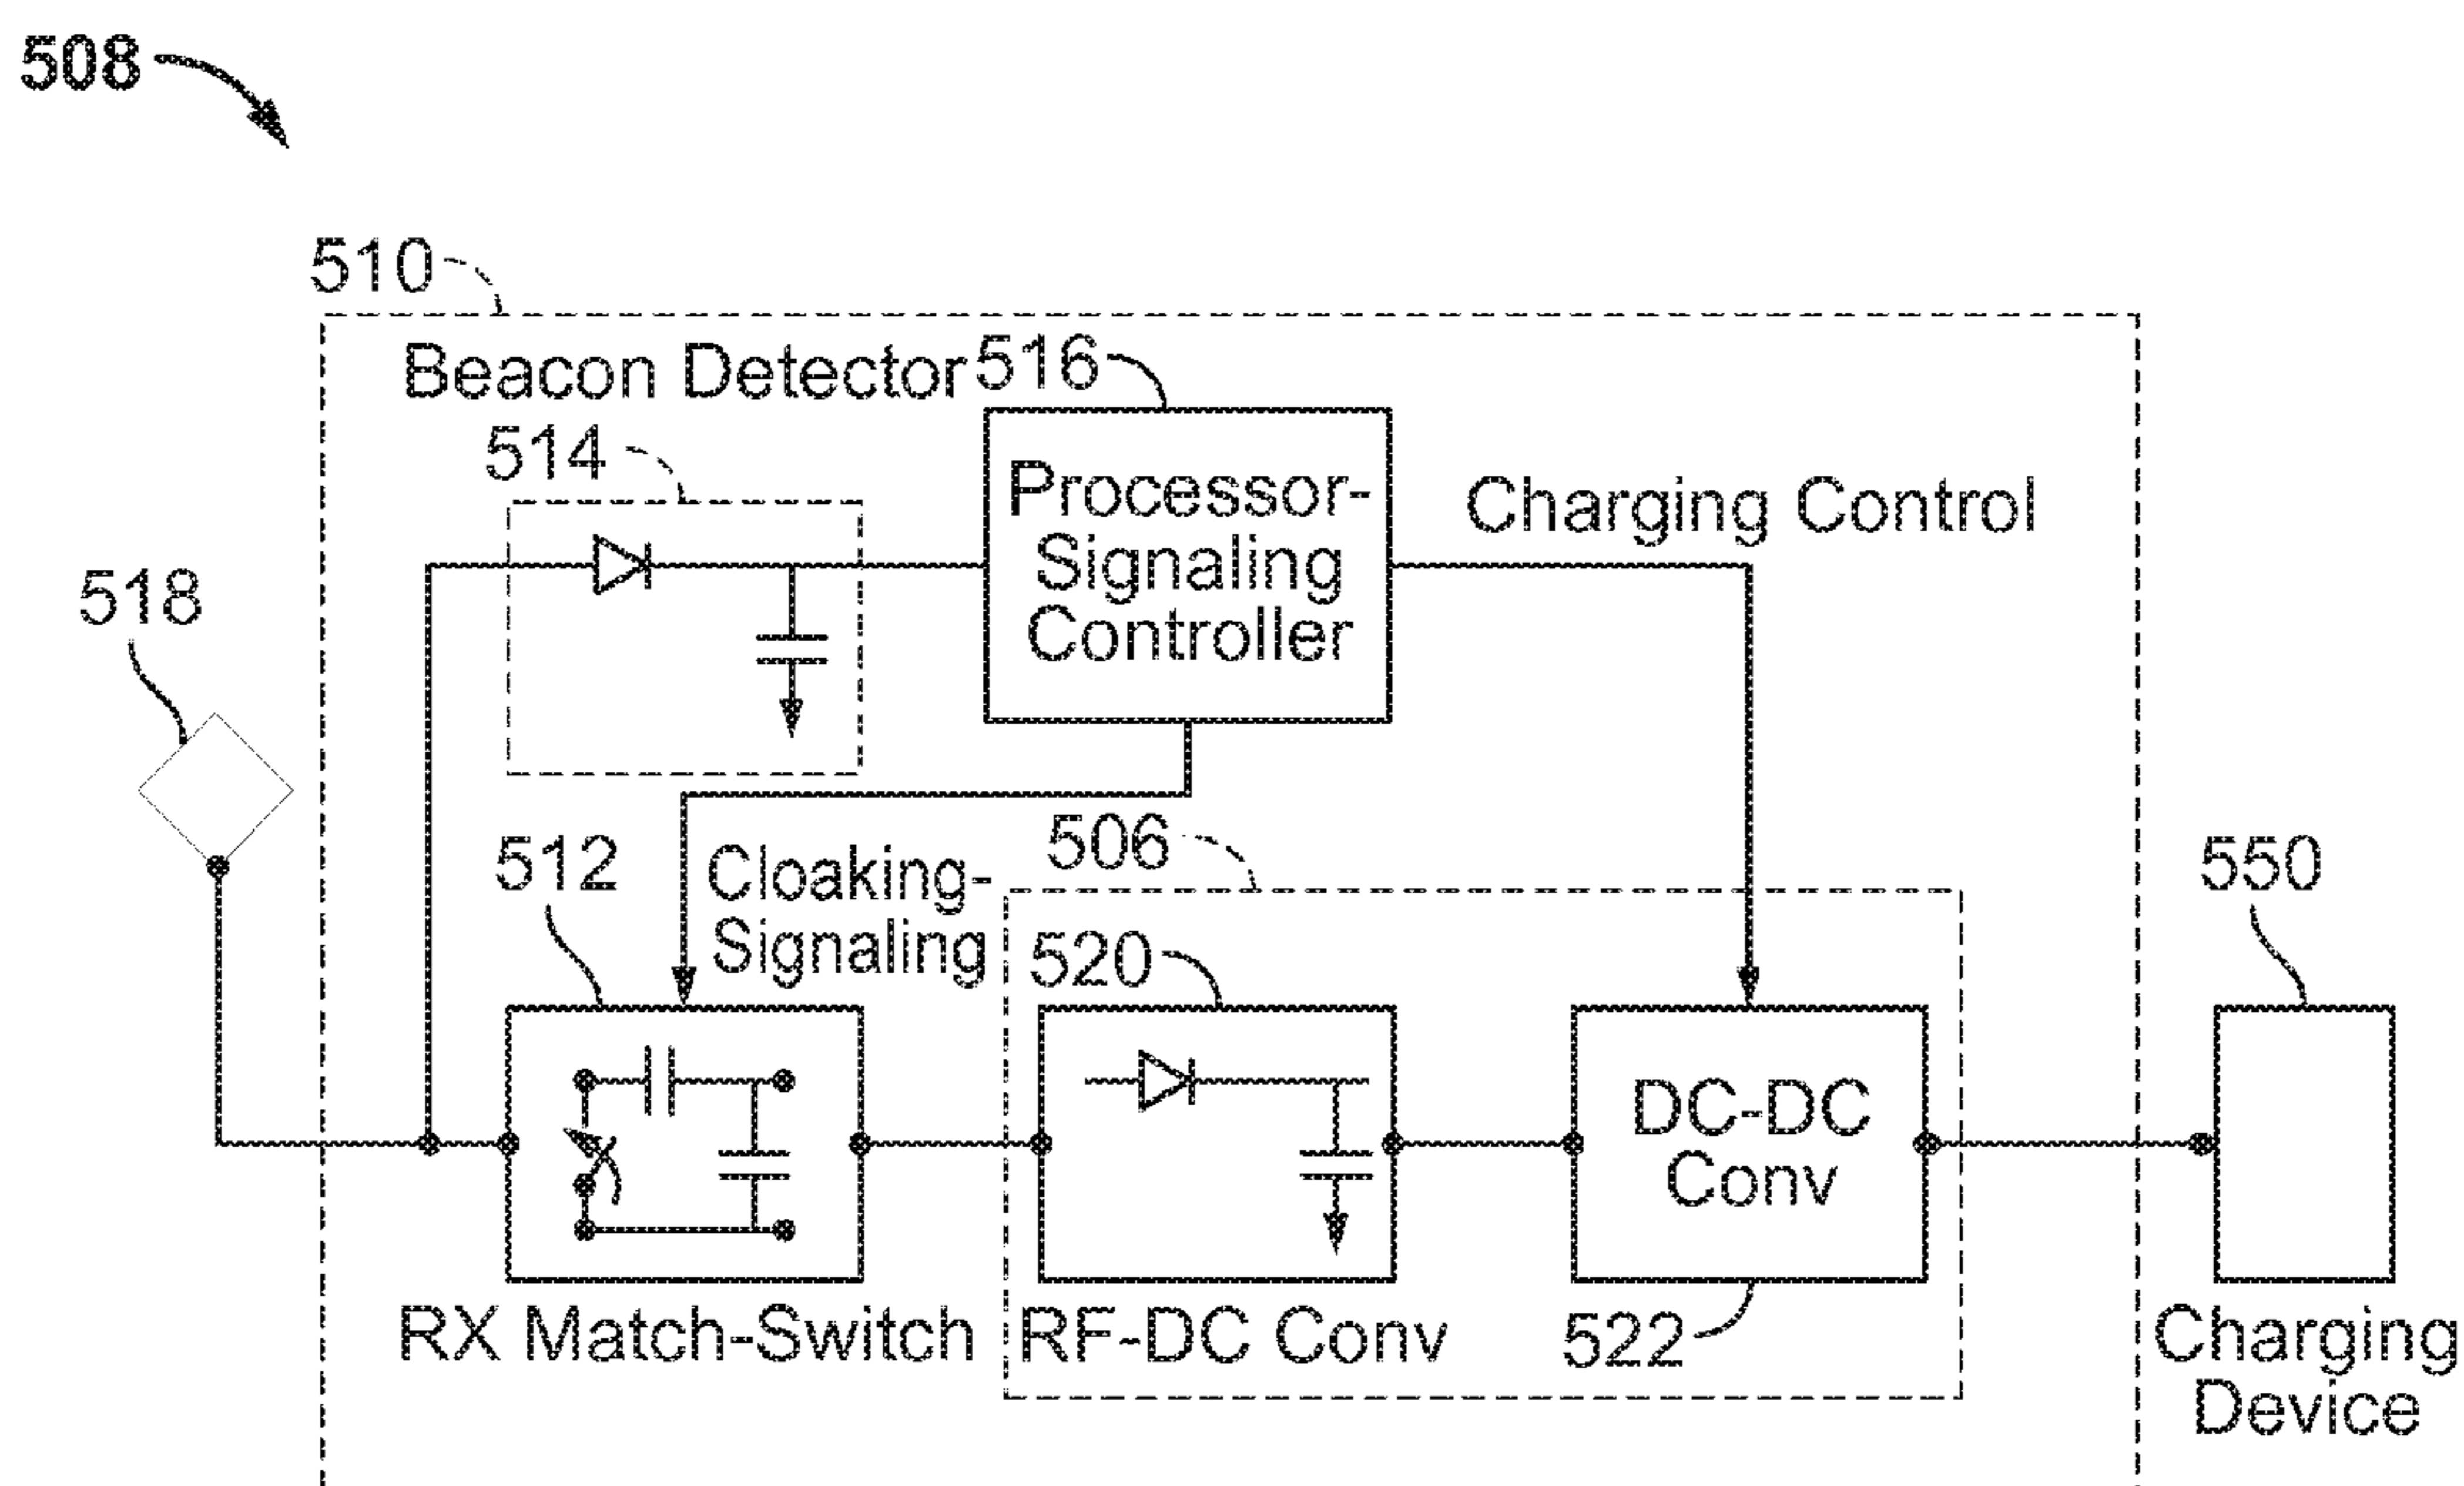 508
510
Beacon Detector
516
514
Processor-
Signaling
Controller
Charging Control
518
512
Cloaking-
Signaling
506
520
550
DC-DC
Conv
RX Match-Switch
RF-DC Conv
522
Charging
Device